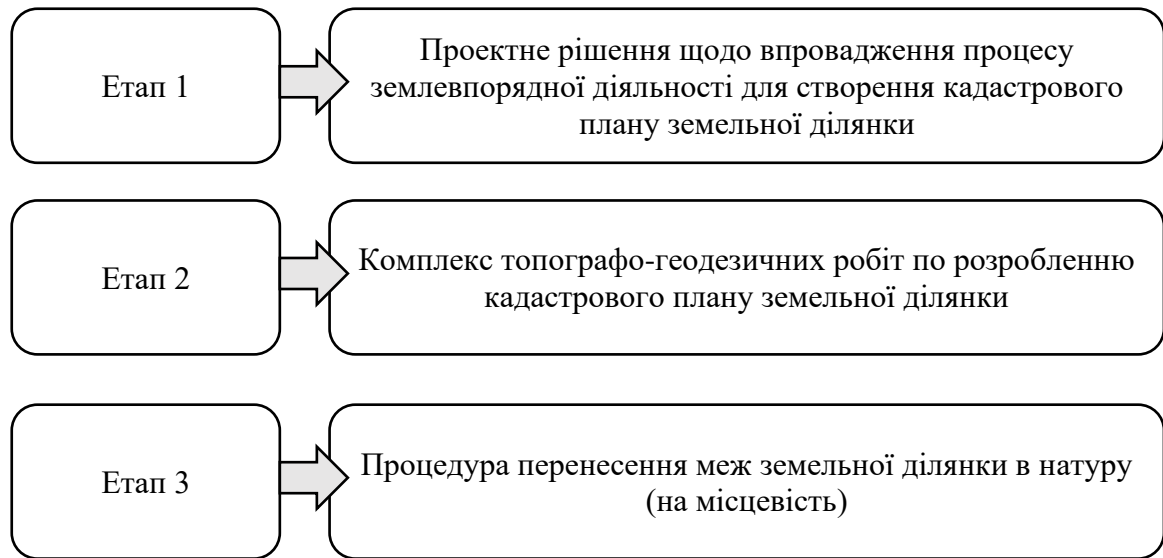 Етап 1
Проектне рішення щодо впровадження процесу
землевпорядної діяльності для створення кадастрового
плану земельної ділянки
Етап 2
Комплекс топографо-геодезичних робіт по розробленню
кадастрового плану земельної ділянки
Етап 3
Процедура перенесення меж земельної ділянки в натуру
(на місцевість)